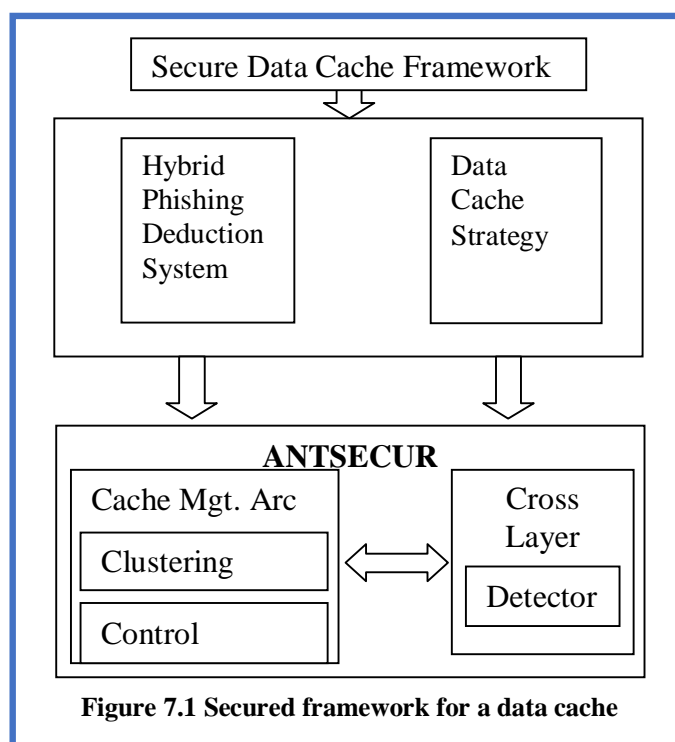 Secure Data Cache Framework
Hybrid
Phishing
Deduction
System
Data
Cache
Strategy
ANTSECUR
Cache Mgt. Arc
Clustering
Control
Cross
Layer
Detector
Figure 7.1 Secured framework for a data cache